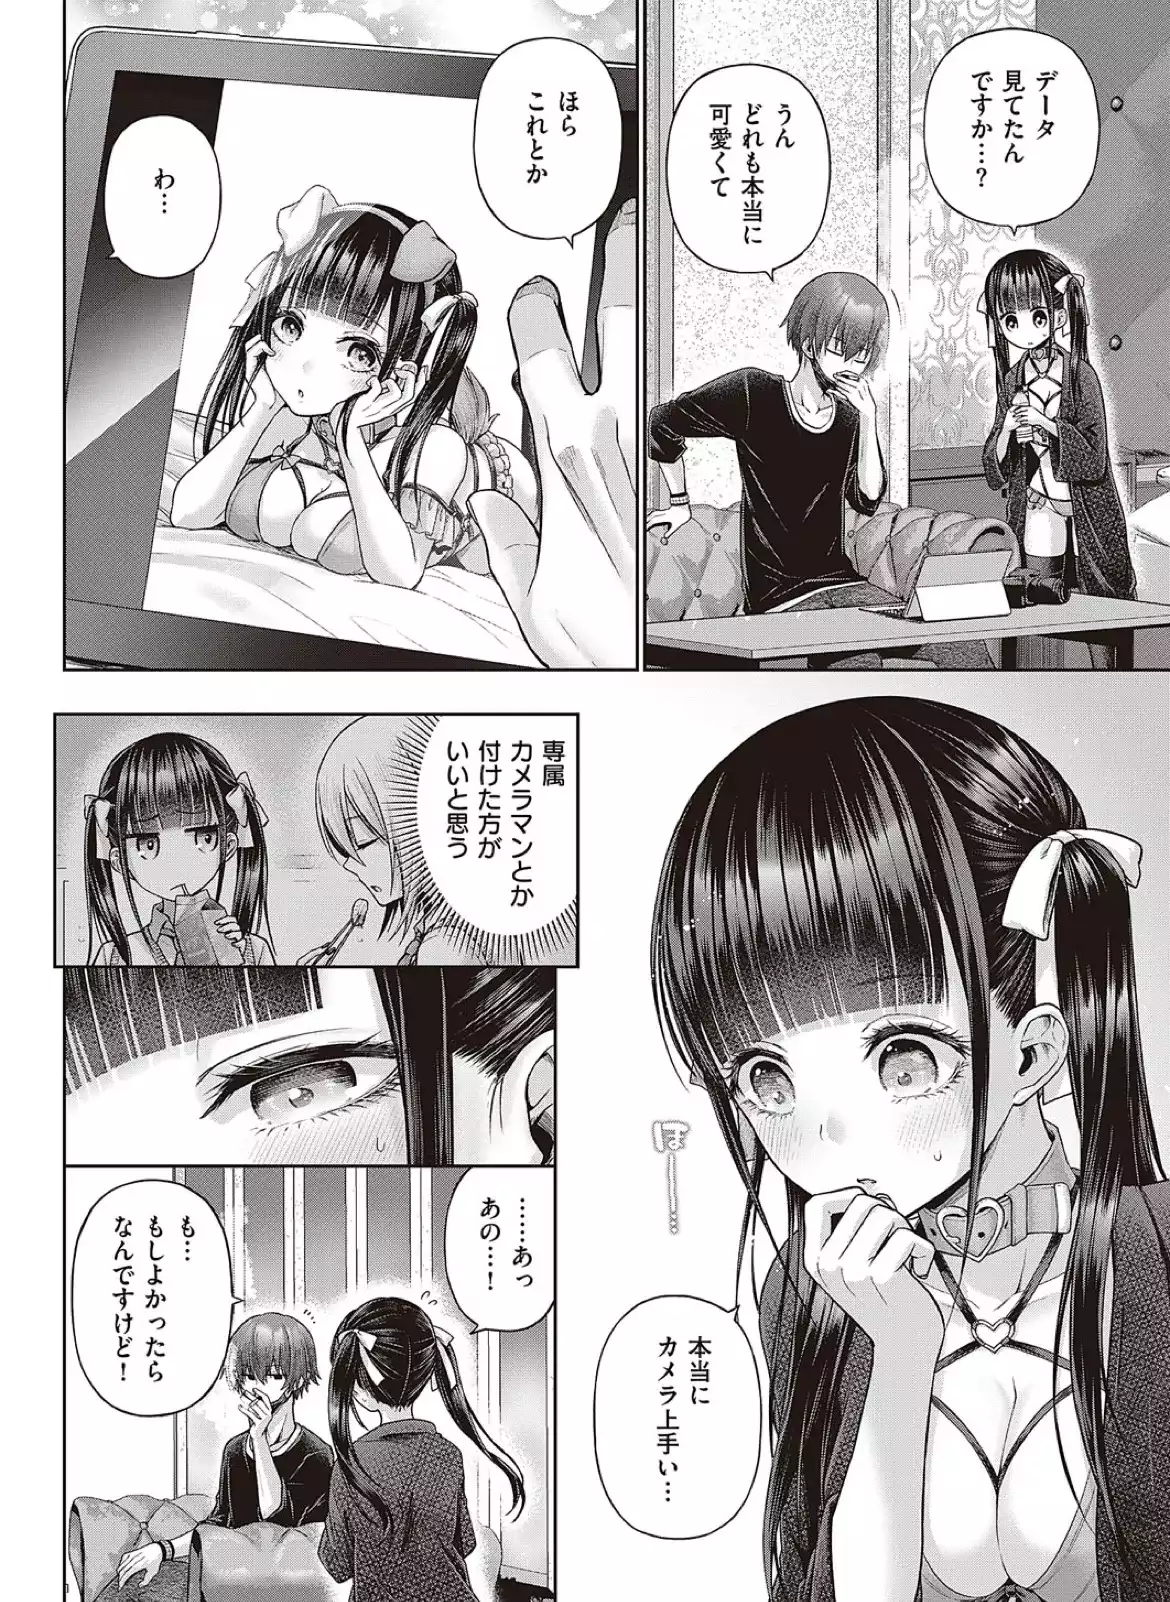 データ
見てたん
ですか…？
うん
どれも本当に
可愛くて
ほら
これとか
わ…
ほー…
本当に
カメラ上手い…
専属
カメラマンとか
付けた方が
いいと思う
……あっ
あの…！
も…
もしよかったら
なんですけど！